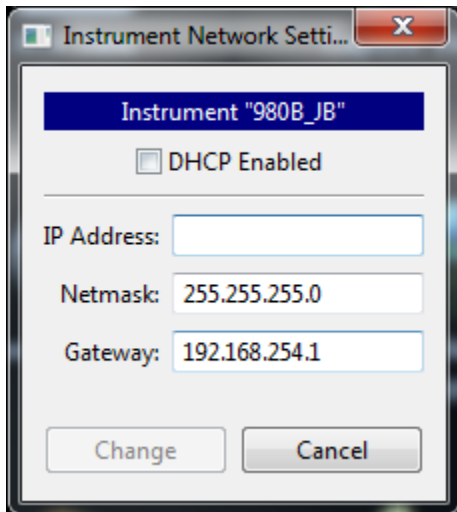 Instrument Network Setti...
Instrument "980B_JB"
DHCP Enabled
IP Address:
Netmask: 255.255.255.0
Gateway: 192.168.254.1
Change Cancel